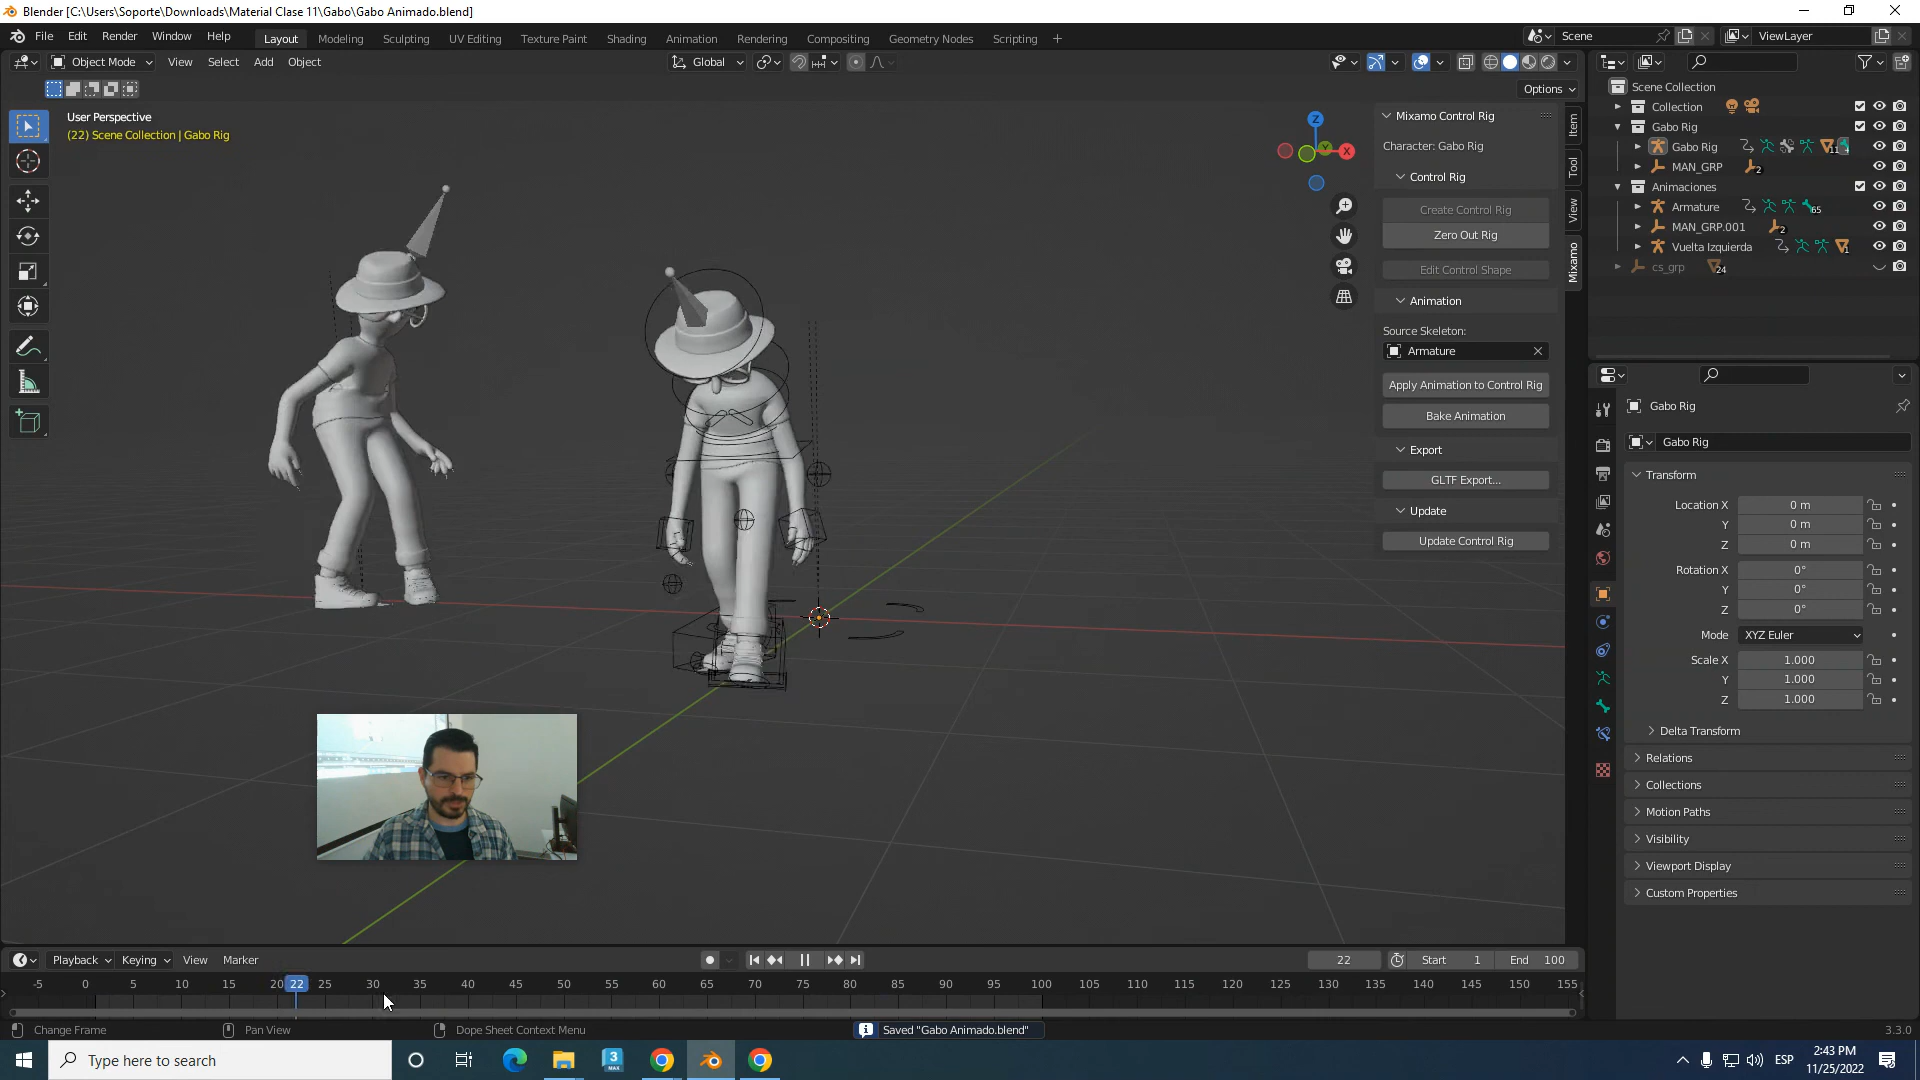 Blender [C:\Users\Soporte\Downloads\Material Clase 11\Gabo\Gabo Animado.blend]
File Edit Render Window Help Layout Modeling Sculpting UV Editing Texture Paint Shading Animation Rendering Compositing Geometry Nodes Scripting + Scene ViewLayer
Object Mode View Select Add Object Global
Options
User Perspective
(22) Scene Collection | Gabo Rig
Z
Y
X
Mixamo Control Rig
Character: Gabo Rig
Control Rig
Create Control Rig
Zero Out Rig
Edit Control Shape
Animation
Source Skeleton:
Armature
Apply Animation to Control Rig
Bake Animation
Export
GLTF Export...
Update
Update Control Rig
Item
Tool
View
Mixamo
Scene Collection
Collection
Gabo Rig
Gabo Rig
MAN_GRP 2
Animaciones
Armature 65
MAN_GRP.001 2
Vuelta Izquierda 1
cs_grp 24
Gabo Rig
Gabo Rig
Transform
Location X 0 m
Y 0 m
Z 0 m
Rotation X 0°
Y 0°
Z 0°
Mode XYZ Euler
Scale X 1.000
Y 1.000
Z 1.000
Delta Transform
Relations
Collections
Motion Paths
Visibility
Viewport Display
Custom Properties
Playback Keying View Marker 22 Start 1 End 100
-5 0 5 10 15 20 22 25 30 35 40 45 50 55 60 65 70 75 80 85 90 95 100 105 110 115 120 125 130 135 140 145 150 155
Change Frame Pan View Dope Sheet Context Menu Saved "Gabo Animado.blend" 3.3.0
Type here to search
3
MAX
ESP
2:43 PM
11/25/2022